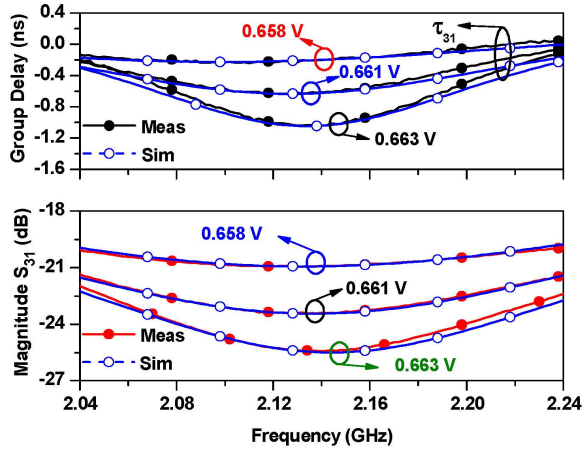 Group Delay (ns)
0.4
0.0
-0.4
-0.8
-1.2
-1.6
0.658 V
τ31
0.661 V
0.663 V
Meas
Sim
Magnitude S31 (dB)
-18
-21
-24
-27
0.658 V
0.661 V
0.663 V
Meas
Sim
2.04 2.08 2.12 2.16 2.20 2.24
Frequency (GHz)